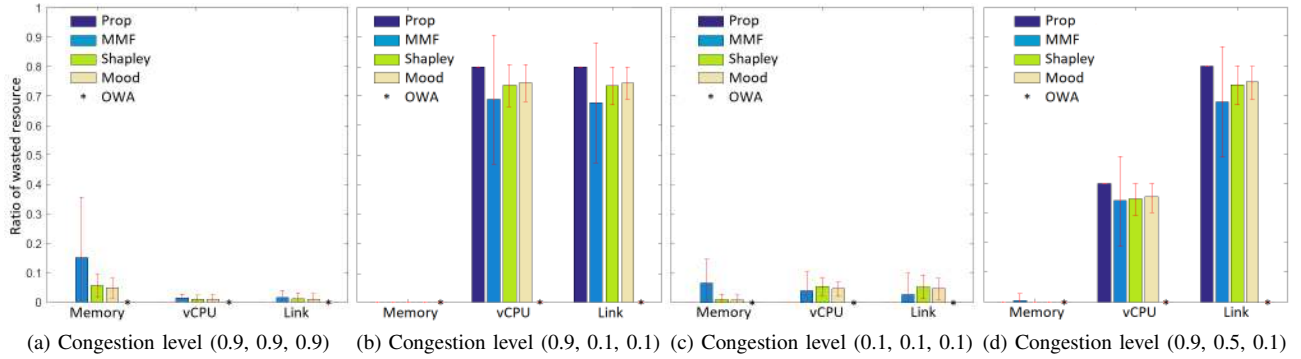 Ratio of wasted resource
1
0.9
0.8
0.7
0.6
0.5
0.4
0.3
0.2
0.1
0
Prop
MMF
Shapley
Mood
* OWA
Memory vCPU Link
(a) Congestion level (0.9, 0.9, 0.9)
Prop
MMF
Shapley
Mood
* OWA
Memory vCPU Link
(b) Congestion level (0.9, 0.1, 0.1)
Prop
MMF
Shapley
Mood
* OWA
Memory vCPU Link
(c) Congestion level (0.1, 0.1, 0.1)
Prop
MMF
Shapley
Mood
* OWA
Memory vCPU Link
(d) Congestion level (0.9, 0.5, 0.1)